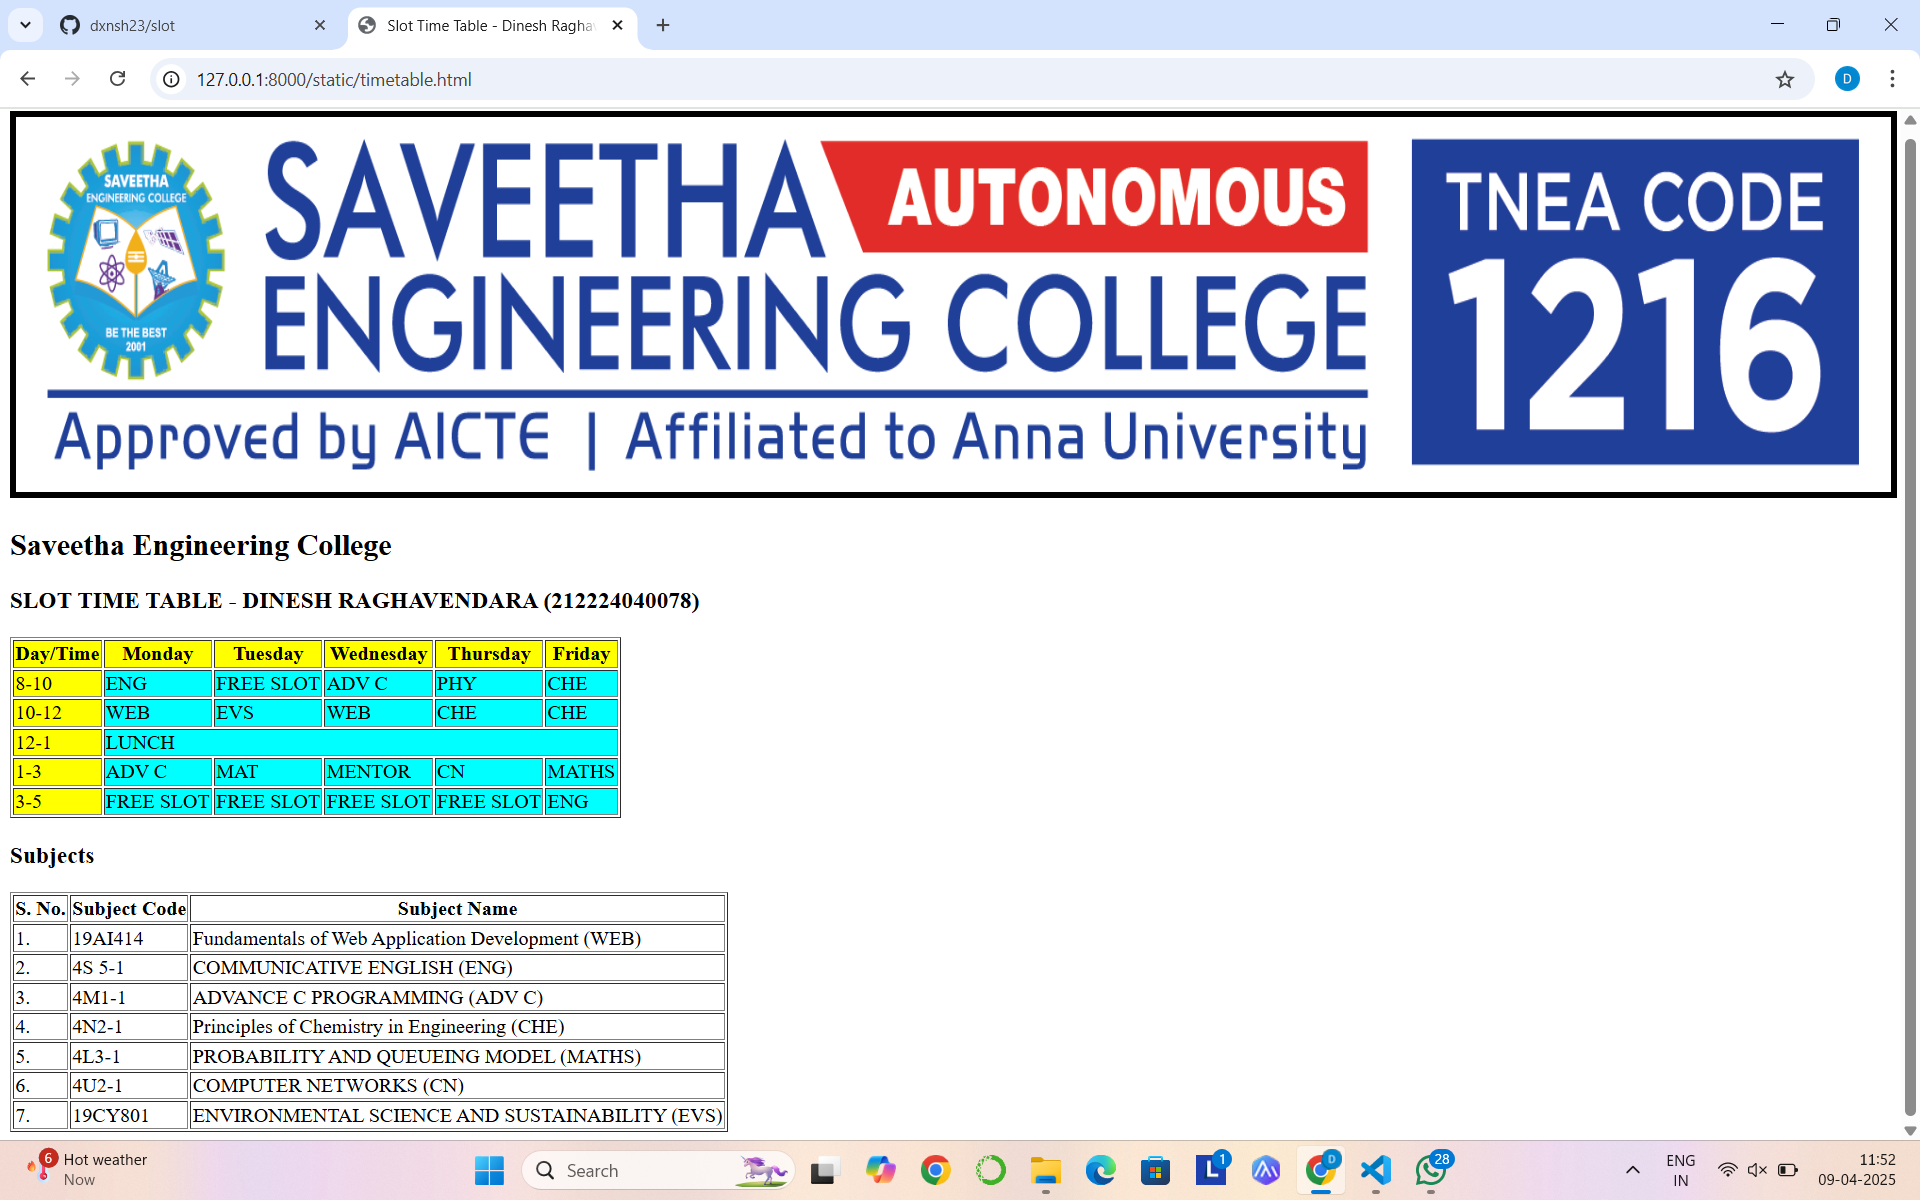 dxnsh23/slot
Slot Time Table - Dinesh Ragha
127.0.0.1:8000/static/timetable.html
D
SAVEETHA
ENGINEERING COLLEGE
BE THE BEST
2001
SAVEETHA AUTONOMOUS
ENGINEERING COLLEGE
Approved by AICTE | Affiliated to Anna University
TNEA CODE
1216
Saveetha Engineering College
SLOT TIME TABLE - DINESH RAGHAVENDARA (212224040078)
Day/Time Monday Tuesday Wednesday Thursday Friday
8-10 ENG FREE SLOT ADV C PHY CHE
10-12 WEB EVS WEB CHE CHE
12-1 LUNCH
1-3 ADV C MAT MENTOR CN MATHS
3-5 FREE SLOT FREE SLOT FREE SLOT FREE SLOT ENG
Subjects
S. No. Subject Code Subject Name
1. 19AI414 Fundamentals of Web Application Development (WEB)
2. 4S 5-1 COMMUNICATIVE ENGLISH (ENG)
3. 4M1-1 ADVANCE C PROGRAMMING (ADV C)
4. 4N2-1 Principles of Chemistry in Engineering (CHE)
5. 4L3-1 PROBABILITY AND QUEUEING MODEL (MATHS)
6. 4U2-1 COMPUTER NETWORKS (CN)
7. 19CY801 ENVIRONMENTAL SCIENCE AND SUSTAINABILITY (EVS)
6
Hot weather
Now
Search
L 1
D
28
ENG
IN
11:52
09-04-2025